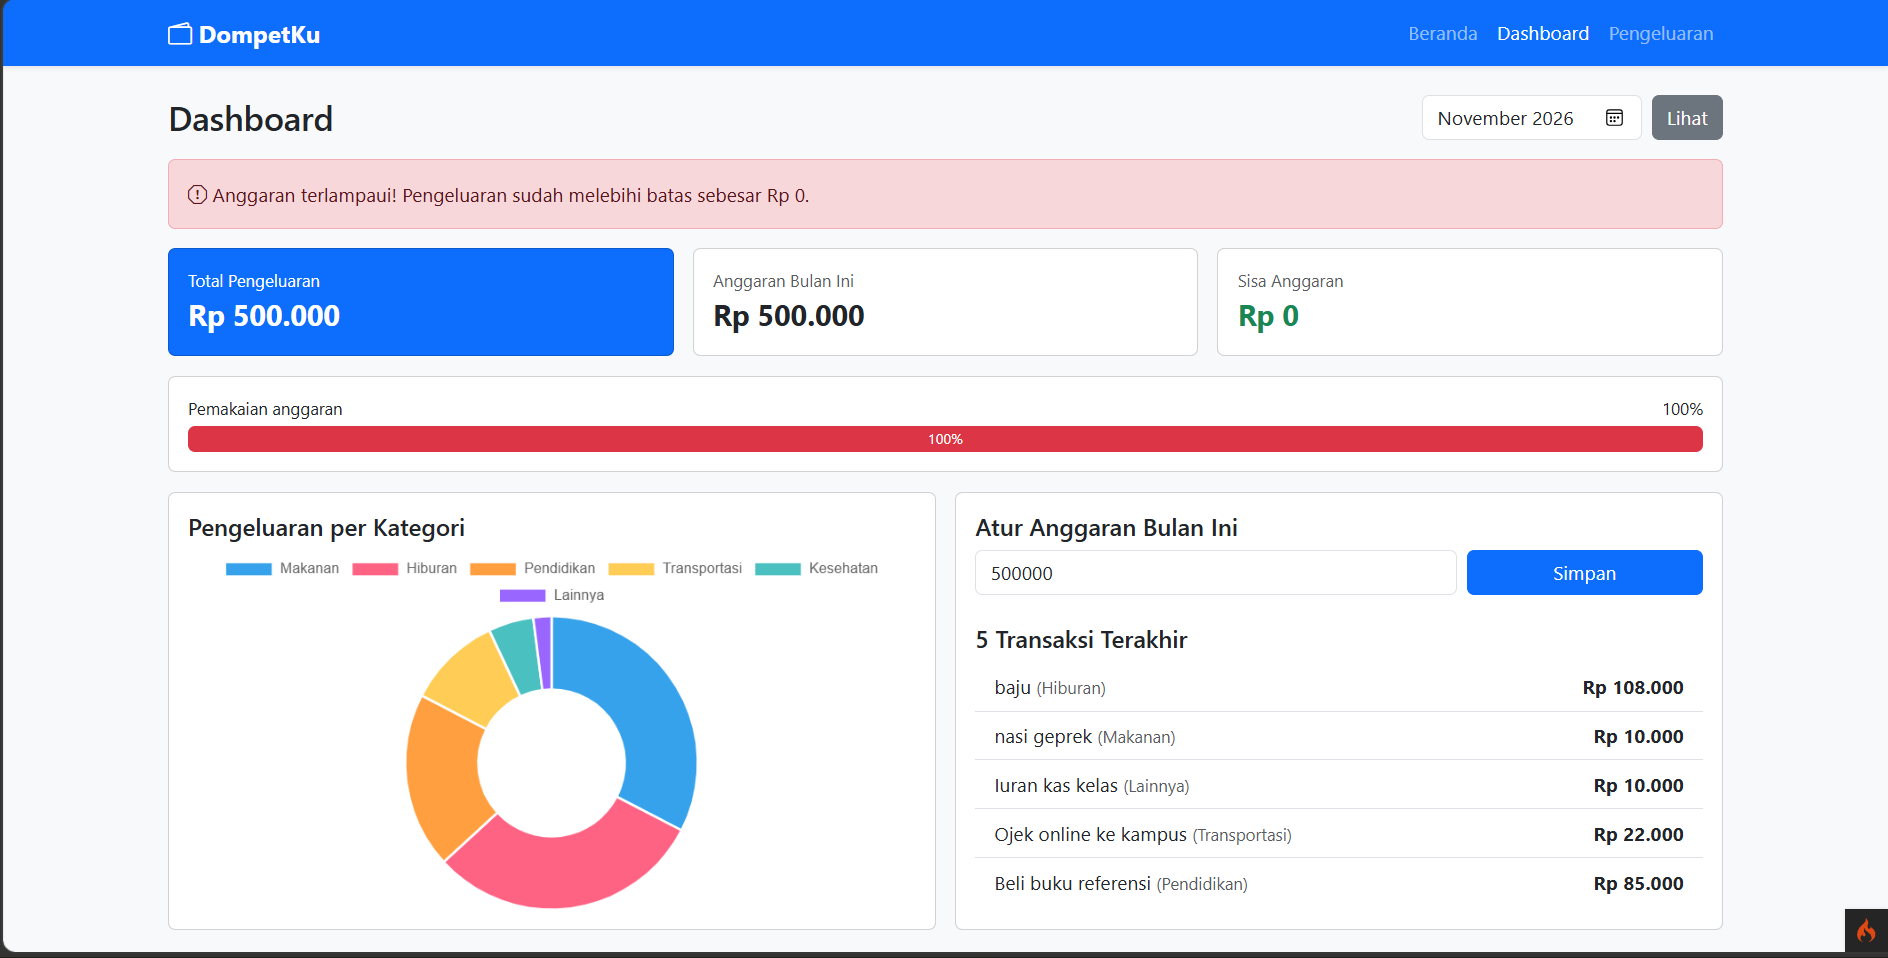 DompetKu
Beranda Dashboard Pengeluaran
Dashboard
November 2026
Lihat
Anggaran terlampaui! Pengeluaran sudah melebihi batas sebesar Rp 0.
Total Pengeluaran
Rp 500.000
Anggaran Bulan Ini
Rp 500.000
Sisa Anggaran
Rp 0
Pemakaian anggaran 100%
100%
Pengeluaran per Kategori
Makanan Hiburan Pendidikan Transportasi Kesehatan
Lainnya
Atur Anggaran Bulan Ini
500000 Simpan
5 Transaksi Terakhir
baju (Hiburan) Rp 108.000
nasi geprek (Makanan) Rp 10.000
Iuran kas kelas (Lainnya) Rp 10.000
Ojek online ke kampus (Transportasi) Rp 22.000
Beli buku referensi (Pendidikan) Rp 85.000